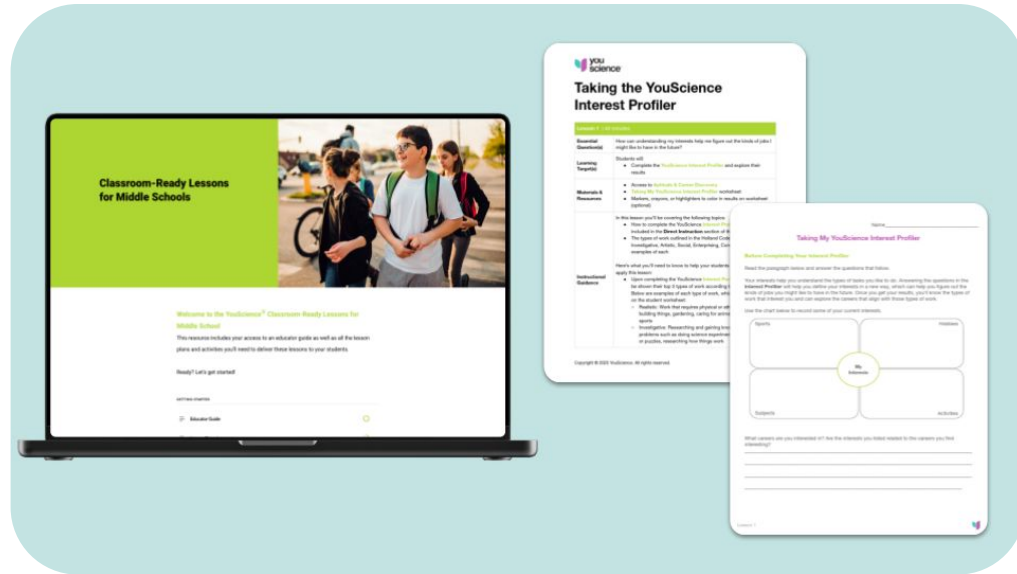 Classroom-Ready Lessons
for Middle Schools
Welcome to the YouScience® Classroom Ready Lessons for
Middle School
This resource includes your access to an educator guide as well as all the lesson
plans and activities you'll need to deliver these lessons to your students.
Ready? Let's get started!
GETTING STARTED
Educator Guide
you
science
Taking the YouScience
Interest Profiler
Lesson 1 | 45 minutes
Essential
Question(s)
How can understanding my interests help me figure out the kinds of jobs I
might like to have in the future?
Learning
Target(s)
Students will
● Complete the YouScience Interest Profiler and explore their
results
Materials &
Resources
● Access to Aptitude & Career Discovery
● Taking My YouScience Interest Profiler worksheet
● Markers, crayons, or highlighters to color in results on worksheet
(optional)
Instructional
Guidance
In this lesson you'll be covering the following topics:
● How to complete the YouScience Interest
included in the Direct Instruction section of th
● The types of work outlined in the Holland Code
Investigative, Artistic, Social, Enterprising, Con
examples of each
Here's what you'll need to know to help your students
apply this lesson:
● Upon completing the YouScience Interest
be shown their top 3 types of work according
Below are examples of each type of work, whi
on the student worksheet:
- Realistic: Work that requires physical or
building things, gardening, caring for anima
sports
- Investigative: Researching and gaining kno
problems such as doing science experimen
or puzzles, researching how things work
Copyright © 2023 YouScience. All rights reserved.
Name
Taking My YouScience Interest Profiler
Before Completing Your Interest Profiler
Read the paragraph below and answer the questions that follow.
Your interests help you understand the types of tasks you like to do. Answering the questions in the
Interest Profiler will help you define your interests in a new way, which can help you figure out the
kinds of jobs you might like to have in the future. Once you get your results, you'll know the types of
work that interest you and can explore the careers that align with those types of work.
Use the chart below to record some of your current interests.
Sports
Hobbies
My
Interests
Subjects
Activities
What careers are you interested in? Are the interests you listed related to the careers you find
interesting?
Lesson 1